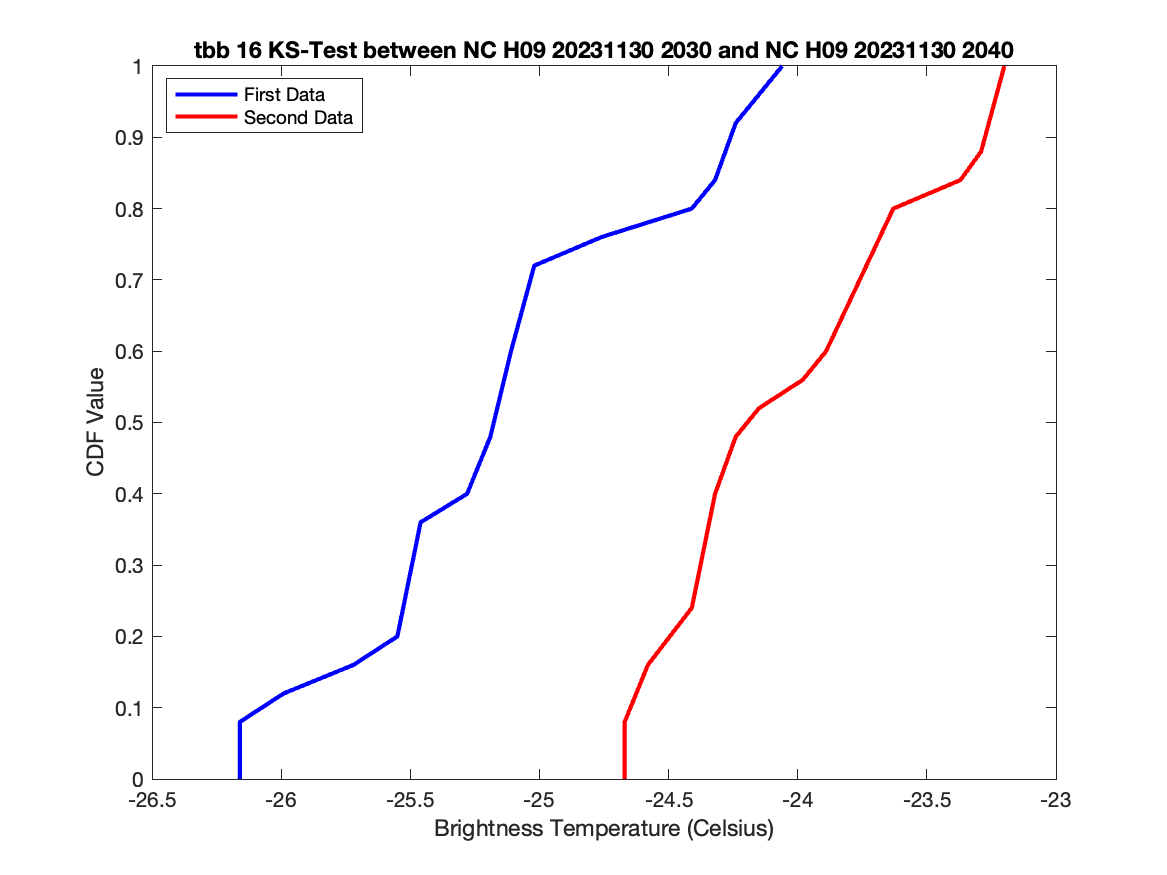 tbb 16 KS-Test between NC H09 20231130 2030 and NC H09 20231130 2040
First Data
Second Data
1
0.9
0.8
0.7
0.6
0.5
0.4
0.3
0.2
0.1
0
CDF Value
-26.5 -26 -25.5 -25 -24.5 -24 -23.5 -23
Brightness Temperature (Celsius)